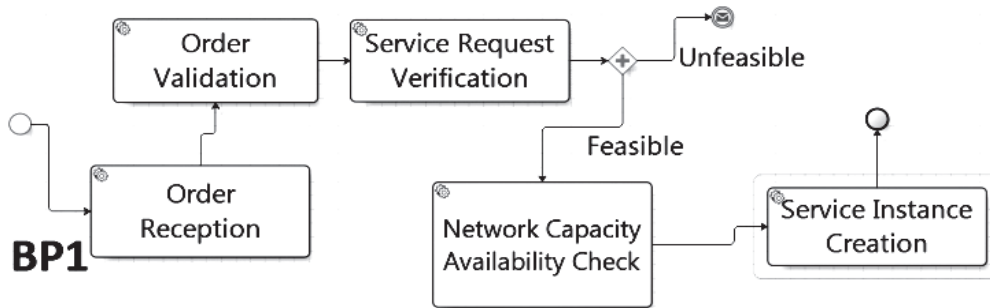 Order
Validation
Service Request
Verification
Unfeasible
Feasible
Order
Reception
BP1
Network Capacity
Availability Check
Service Instance
Creation